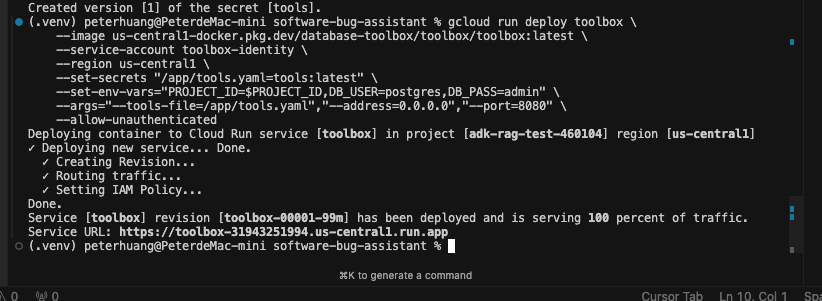 Created version [1] of the secret [tools].
(.venv) peterhuang@PeterdeMac-mini software-bug-assistant % gcloud run deploy toolbox \
    --image us-central1-docker.pkg.dev/database-toolbox/toolbox/toolbox:latest \
    --service-account toolbox-identity \
    --region us-central1 \
    --set-secrets "/app/tools.yaml=tools:latest" \
    --set-env-vars="PROJECT_ID=$PROJECT_ID,DB_USER=postgres,DB_PASS=admin" \
    --args="--tools-file=/app/tools.yaml","--address=0.0.0.0","--port=8080" \
    --allow-unauthenticated
Deploying container to Cloud Run service [toolbox] in project [adk-rag-test-460104] region [us-central1]
✓ Deploying new service... Done.
  ✓ Creating Revision...
  ✓ Routing traffic...
  ✓ Setting IAM Policy...
Done.
Service [toolbox] revision [toolbox-00001-99m] has been deployed and is serving 100 percent of traffic.
Service URL: https://toolbox-31943251994.us-central1.run.app
(.venv) peterhuang@PeterdeMac-mini software-bug-assistant %
⌘K to generate a command
0 0 Cursor Tab Ln 10, Col 1 Spa